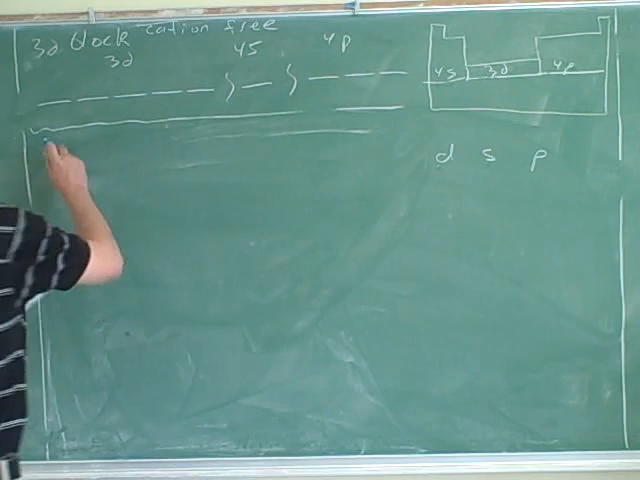 3d block cation free
3d 4s 4p
4s 3d 4p
d s p